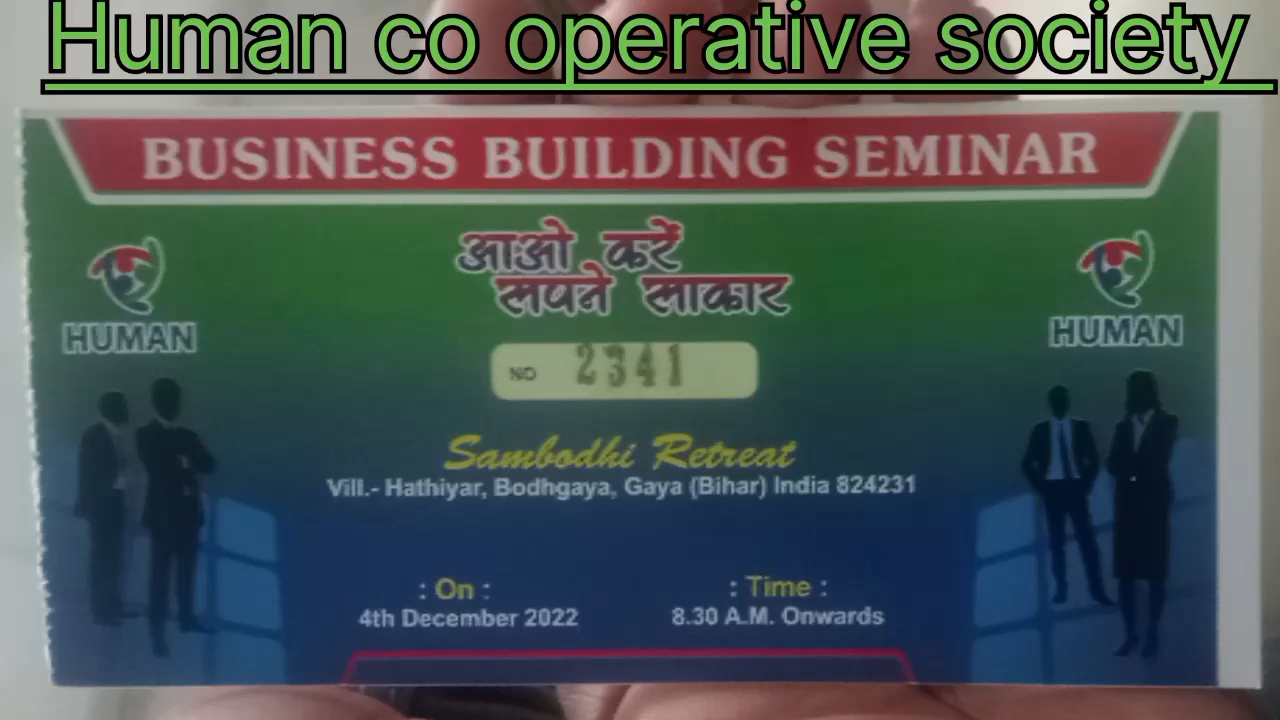 Human co operative society
BUSINESS BUILDING SEMINAR
आओ करें
सपने साकार
HUMAN
HUMAN
NO 2341
Sambodhi Retreat
Vill.- Hathiyar, Bodhgaya, Gaya (Bihar) India 824231
: On :
4th December 2022
: Time :
8.30 A.M. Onwards